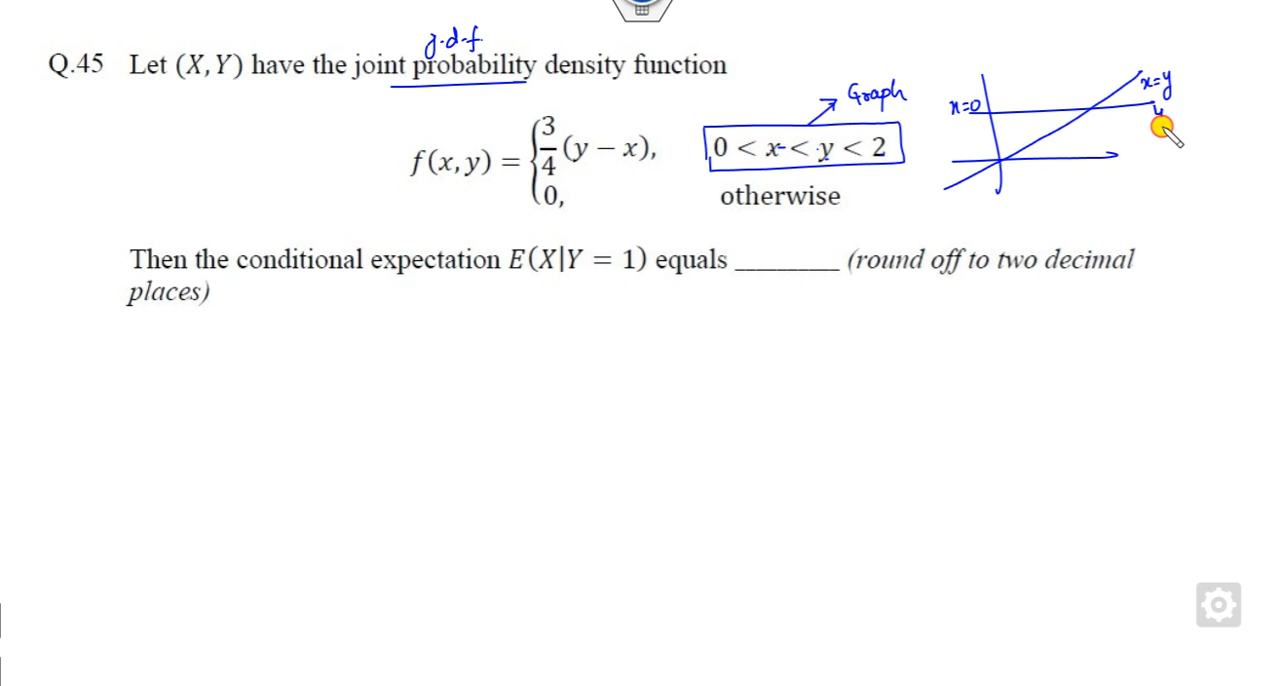 j.d.f.
Q.45 Let (X, Y) have the joint probability density function
Graph
x=y
x=0
y
f(x, y) = { 3/4 (y − x), 0 < x < y < 2
0, otherwise
Then the conditional expectation E(X|Y = 1) equals ________ (round off to two decimal
places)